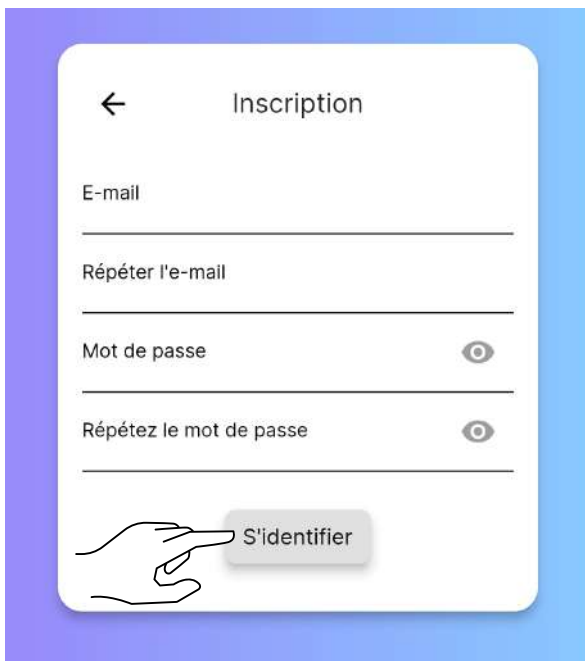 Inscription
E-mail
Répéter l'e-mail
Mot de passe
Répétez le mot de passe
S'identifier